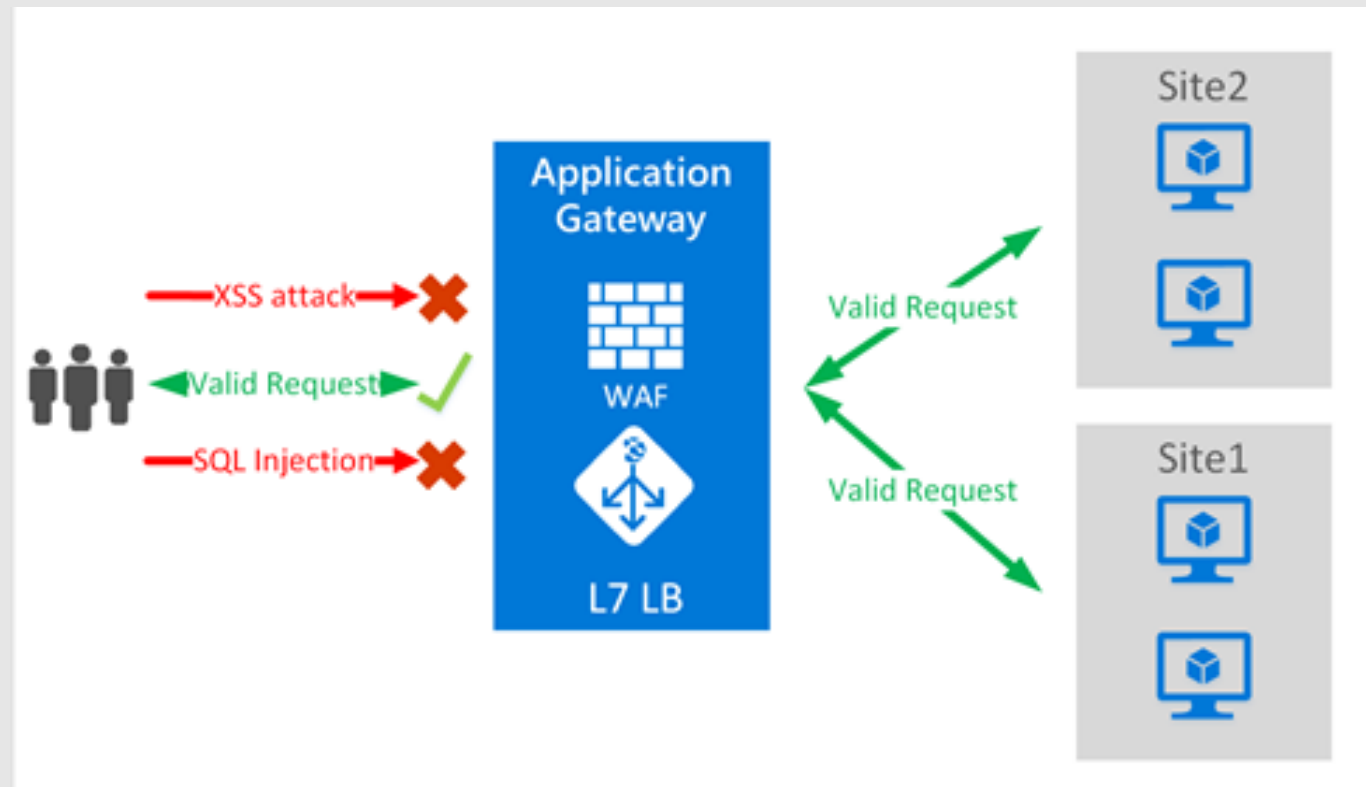 XSS attack
Valid Request
SQL Injection
Application
Gateway
WAF
L7 LB
Valid Request
Valid Request
Site2
Site1